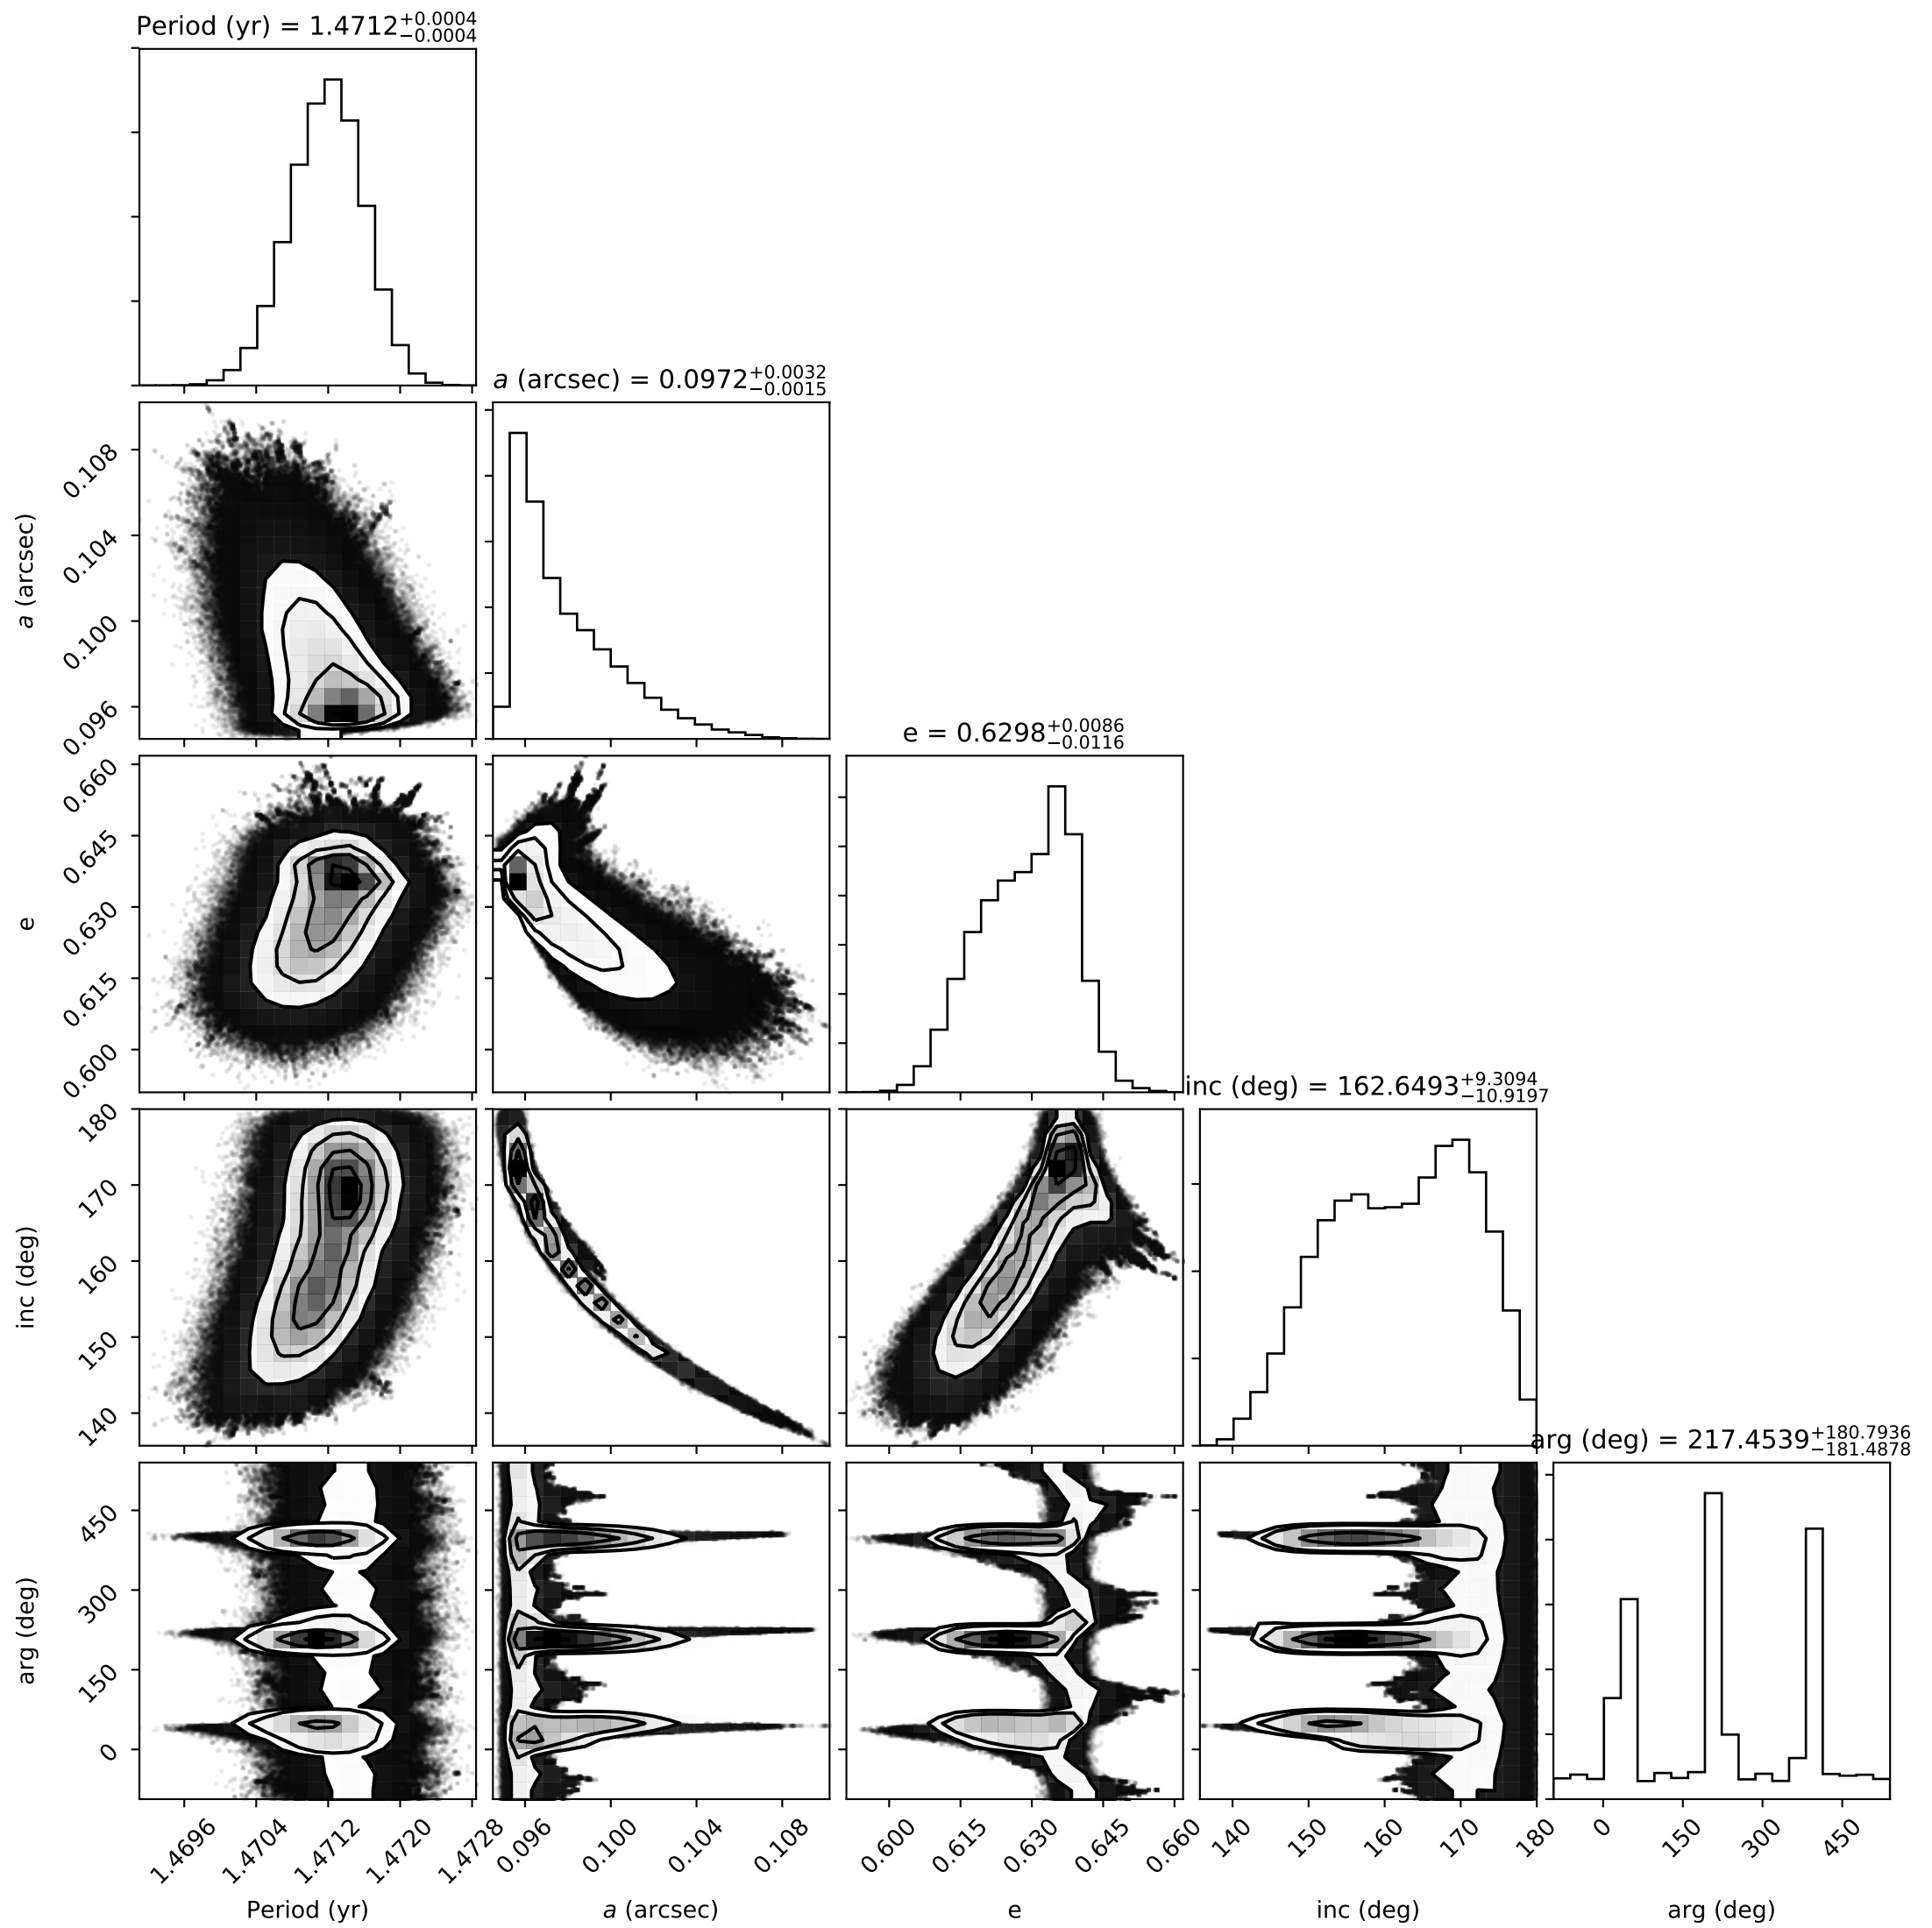 Period (yr) = 1.4712+0.0004−0.0004
a (arcsec) = 0.0972+0.0032−0.0015
a (arcsec)
0.108
0.104
0.100
0.096
e = 0.6298+0.0086−0.0116
e
0.660
0.645
0.630
0.615
0.600
inc (deg) = 162.6493+9.3094−10.9197
inc (deg)
180
170
160
150
140
arg (deg) = 217.4539+180.7936−181.4878
arg (deg)
450
300
150
0
1.4696 1.4704 1.4712 1.4720 1.4728
0.096 0.100 0.104 0.108
0.600 0.615 0.630 0.645 0.660
140 150 160 170 180
0 150 300 450
Period (yr) a (arcsec) e inc (deg) arg (deg)